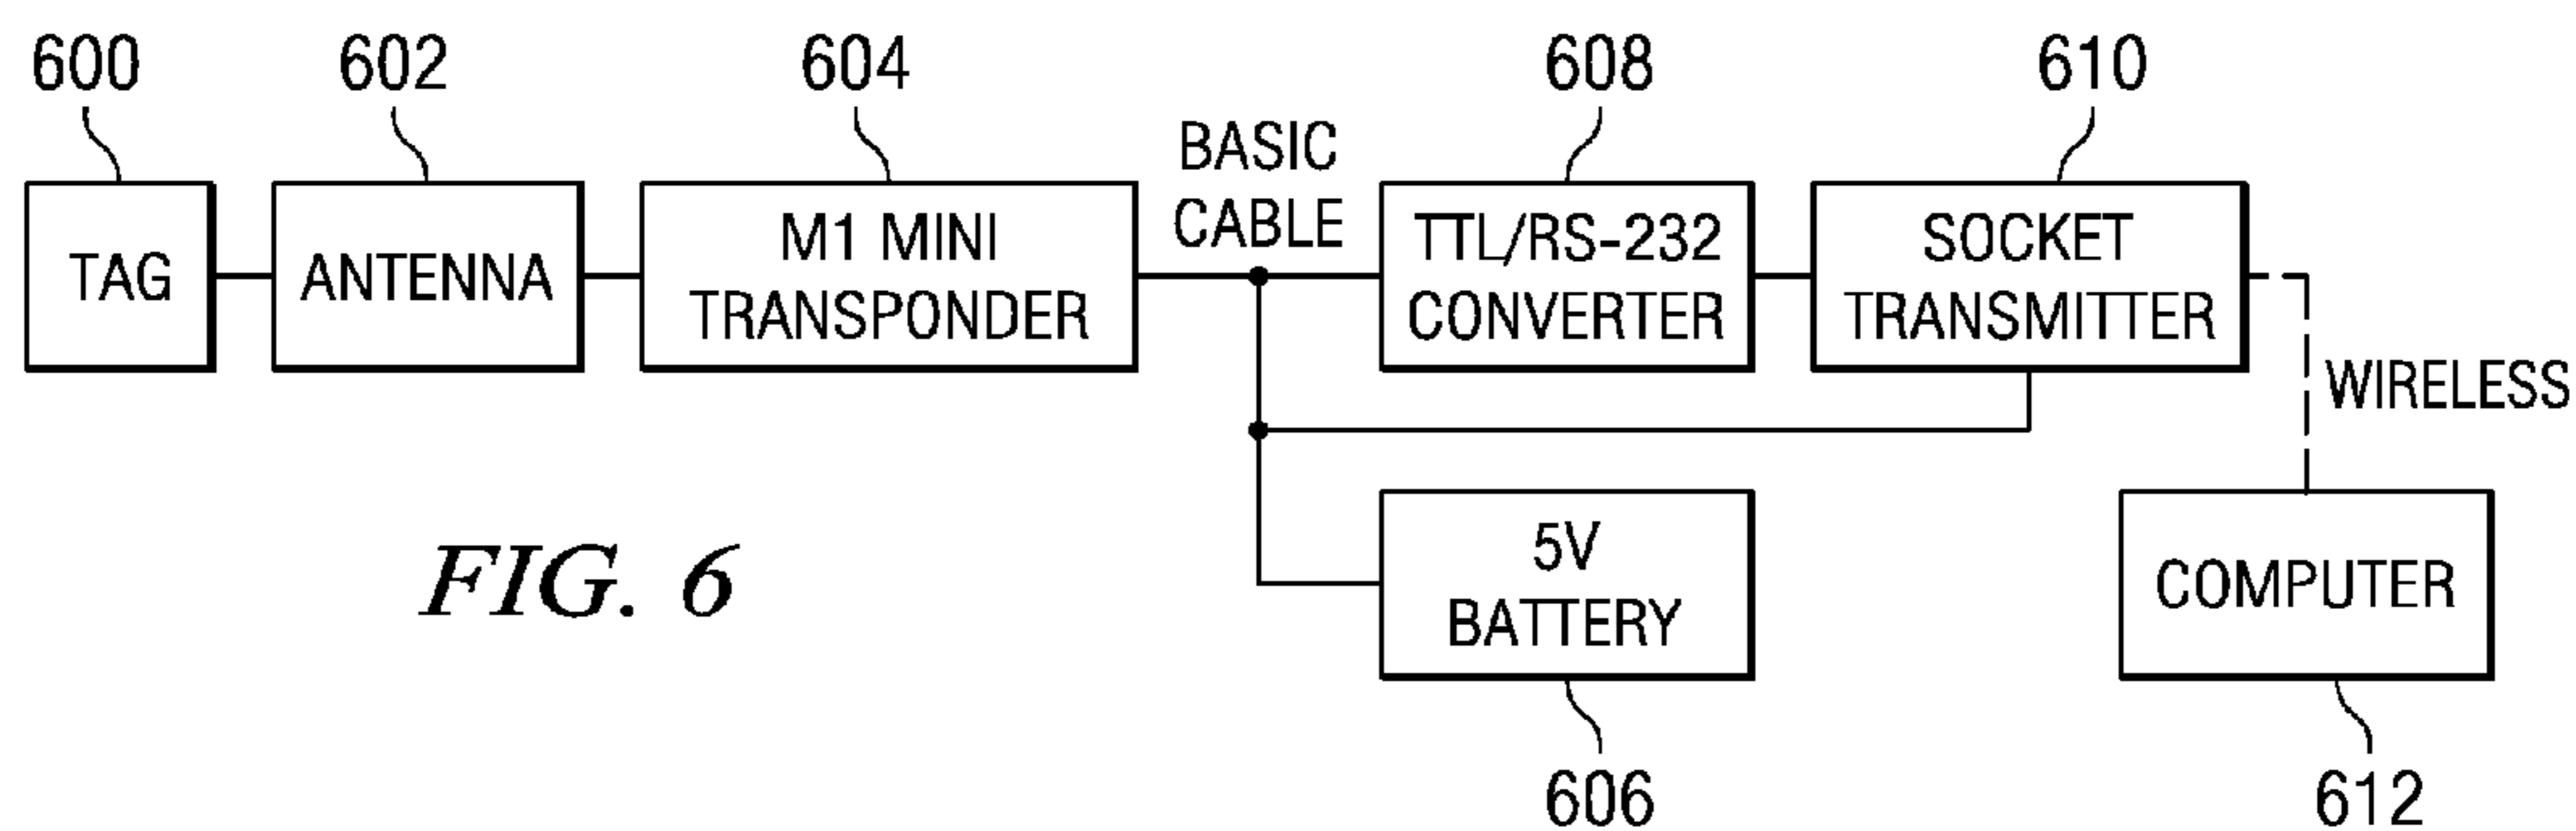 600
602
604
608
610
BASIC
CABLE
TAG
ANTENNA
M1 MINI
TRANSPONDER
TTL/RS-232
CONVERTER
SOCKET
TRANSMITTER
WIRELESS
5V
BATTERY
COMPUTER
FIG. 6
606
612